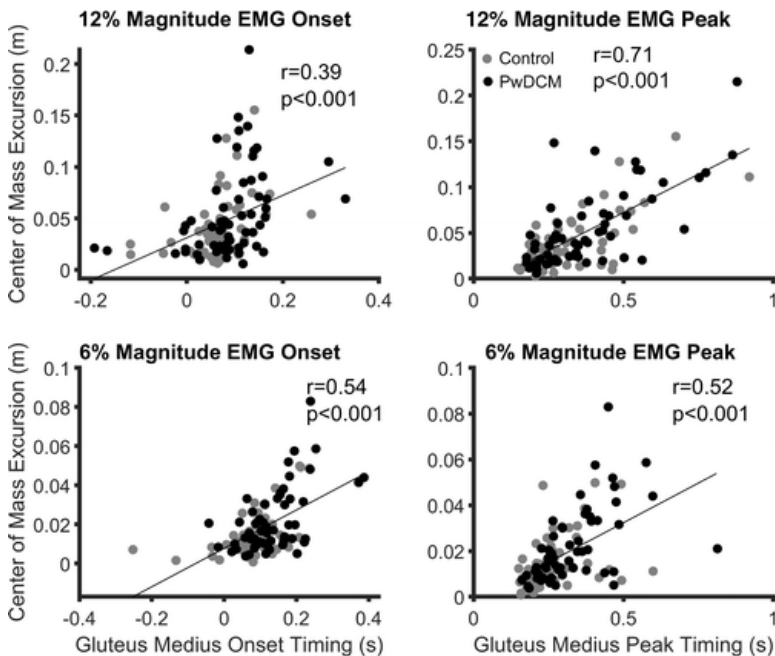 12% Magnitude EMG Onset
Center of Mass Excursion (m)
0.2
0.15
0.1
0.05
0
-0.2
0
0.2
0.4
r=0.39
p<0.001
12% Magnitude EMG Peak
0.25
0.2
0.15
0.1
0.05
0
0
0.5
1
Control
PwDCM
r=0.71
p<0.001
6% Magnitude EMG Onset
Center of Mass Excursion (m)
0.1
0.08
0.06
0.04
0.02
0
-0.2
0
0.2
0.4
r=0.54
p<0.001
Gluteus Medius Onset Timing (s)
6% Magnitude EMG Peak
0.1
0.08
0.06
0.04
0.02
0
0
0.5
1
r=0.52
p<0.001
Gluteus Medius Peak Timing (s)